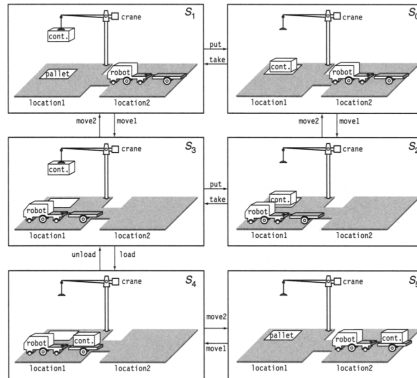 S1
crane
cont.
pallet
robot
location1
location2
put
take
crane
cont.
robot
location1
location2
move2
move1
move2
move1
S3
crane
cont.
robot
location1
location2
put
take
crane
cont.
robot
location1
location2
unload
load
S4
crane
cont.
robot
location1
location2
move2
move1
crane
pallet
robot
cont.
location1
location2